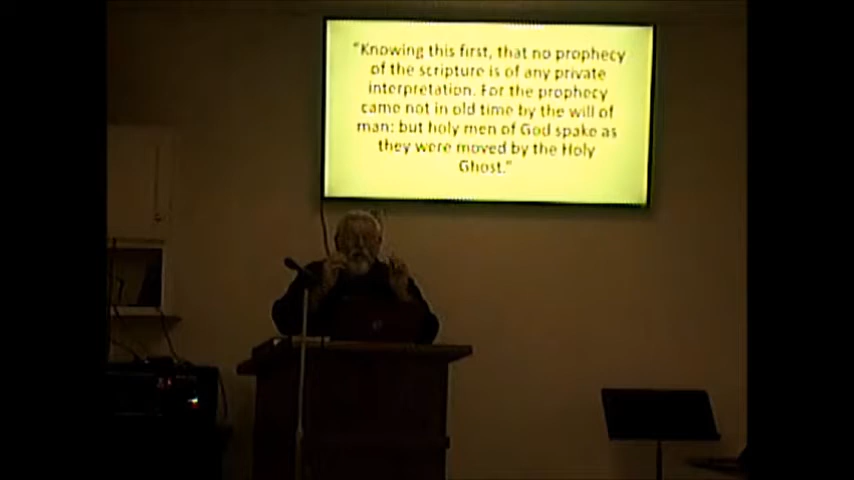 “Knowing this first, that no prophecy
of the scripture is of any private
interpretation. For the prophecy
came not in old time by the will of
man: but holy men of God spake as
they were moved by the Holy
Ghost.”